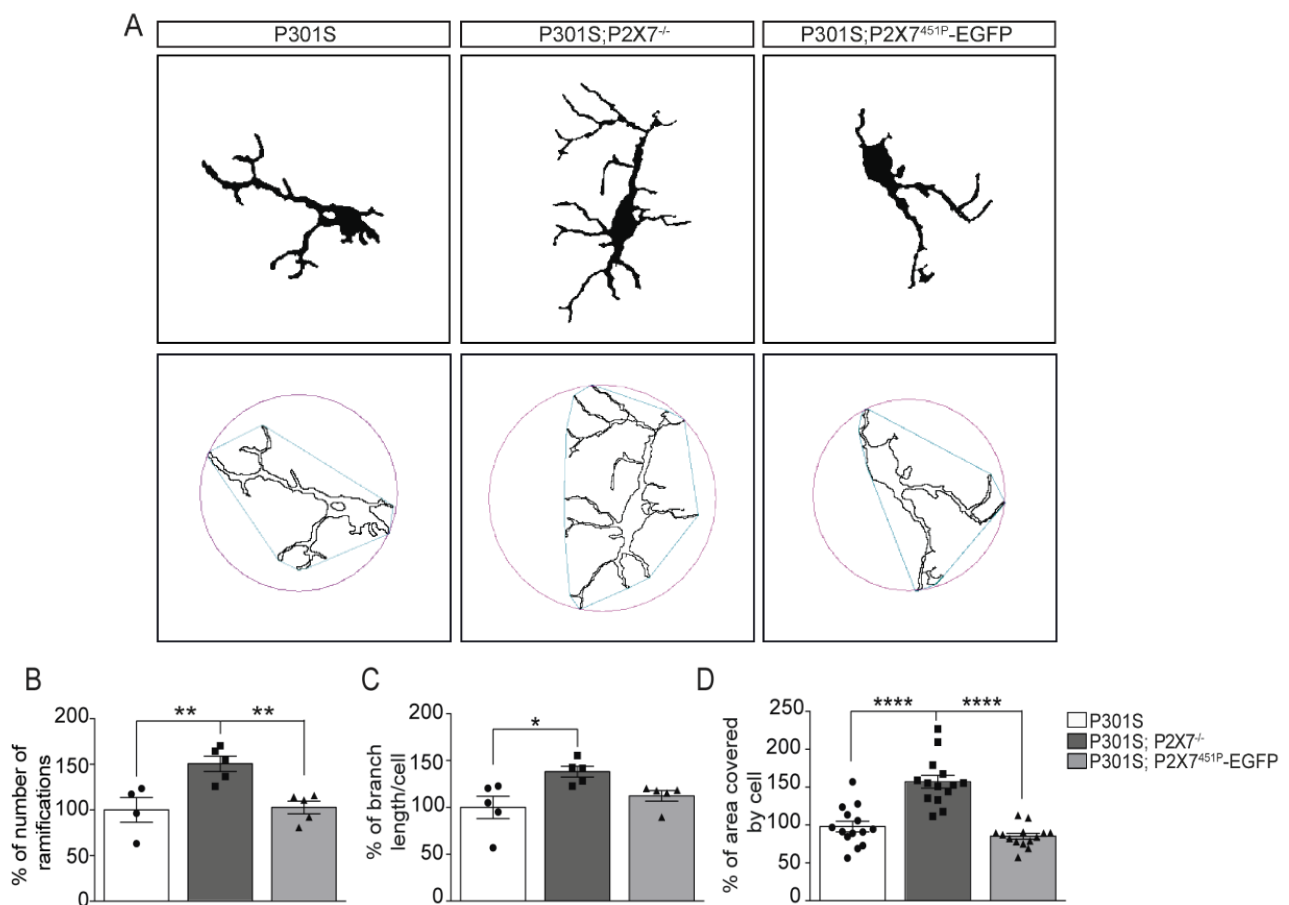 A
P301S
P301S;P2X7-/-
P301S;P2X7451P-EGFP
B
% of number of
ramifications
200
150
100
50
0
**
**
C
% of branch
length/cell
200
150
100
50
0
*
D
% of area covered
by cell
250
200
150
100
50
0
****
****
P301S
P301S; P2X7-/-
P301S; P2X7451P-EGFP